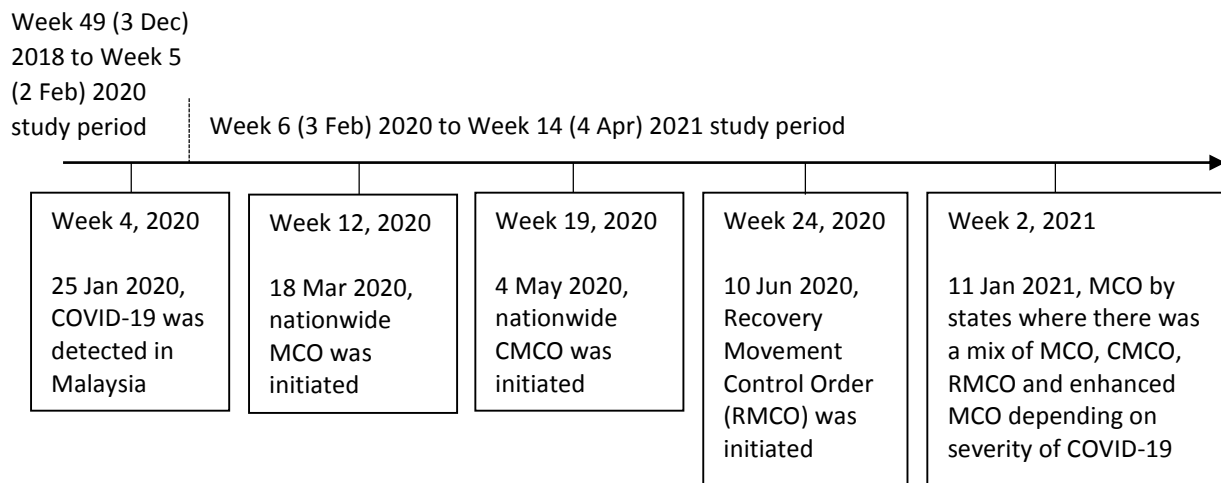 Week 49 (3 Dec)
2018 to Week 5
(2 Feb) 2020
study period
Week 6 (3 Feb) 2020 to Week 14 (4 Apr) 2021 study period
Week 4, 2020
25 Jan 2020,
COVID-19 was
detected in
Malaysia
Week 12, 2020
18 Mar 2020,
nationwide
MCO was
initiated
Week 19, 2020
4 May 2020,
nationwide
CMCO was
initiated
Week 24, 2020
10 Jun 2020,
Recovery
Movement
Control Order
(RMCO) was
initiated
Week 2, 2021
11 Jan 2021, MCO by
states where there was
a mix of MCO, CMCO,
RMCO and enhanced
MCO depending on
severity of COVID-19